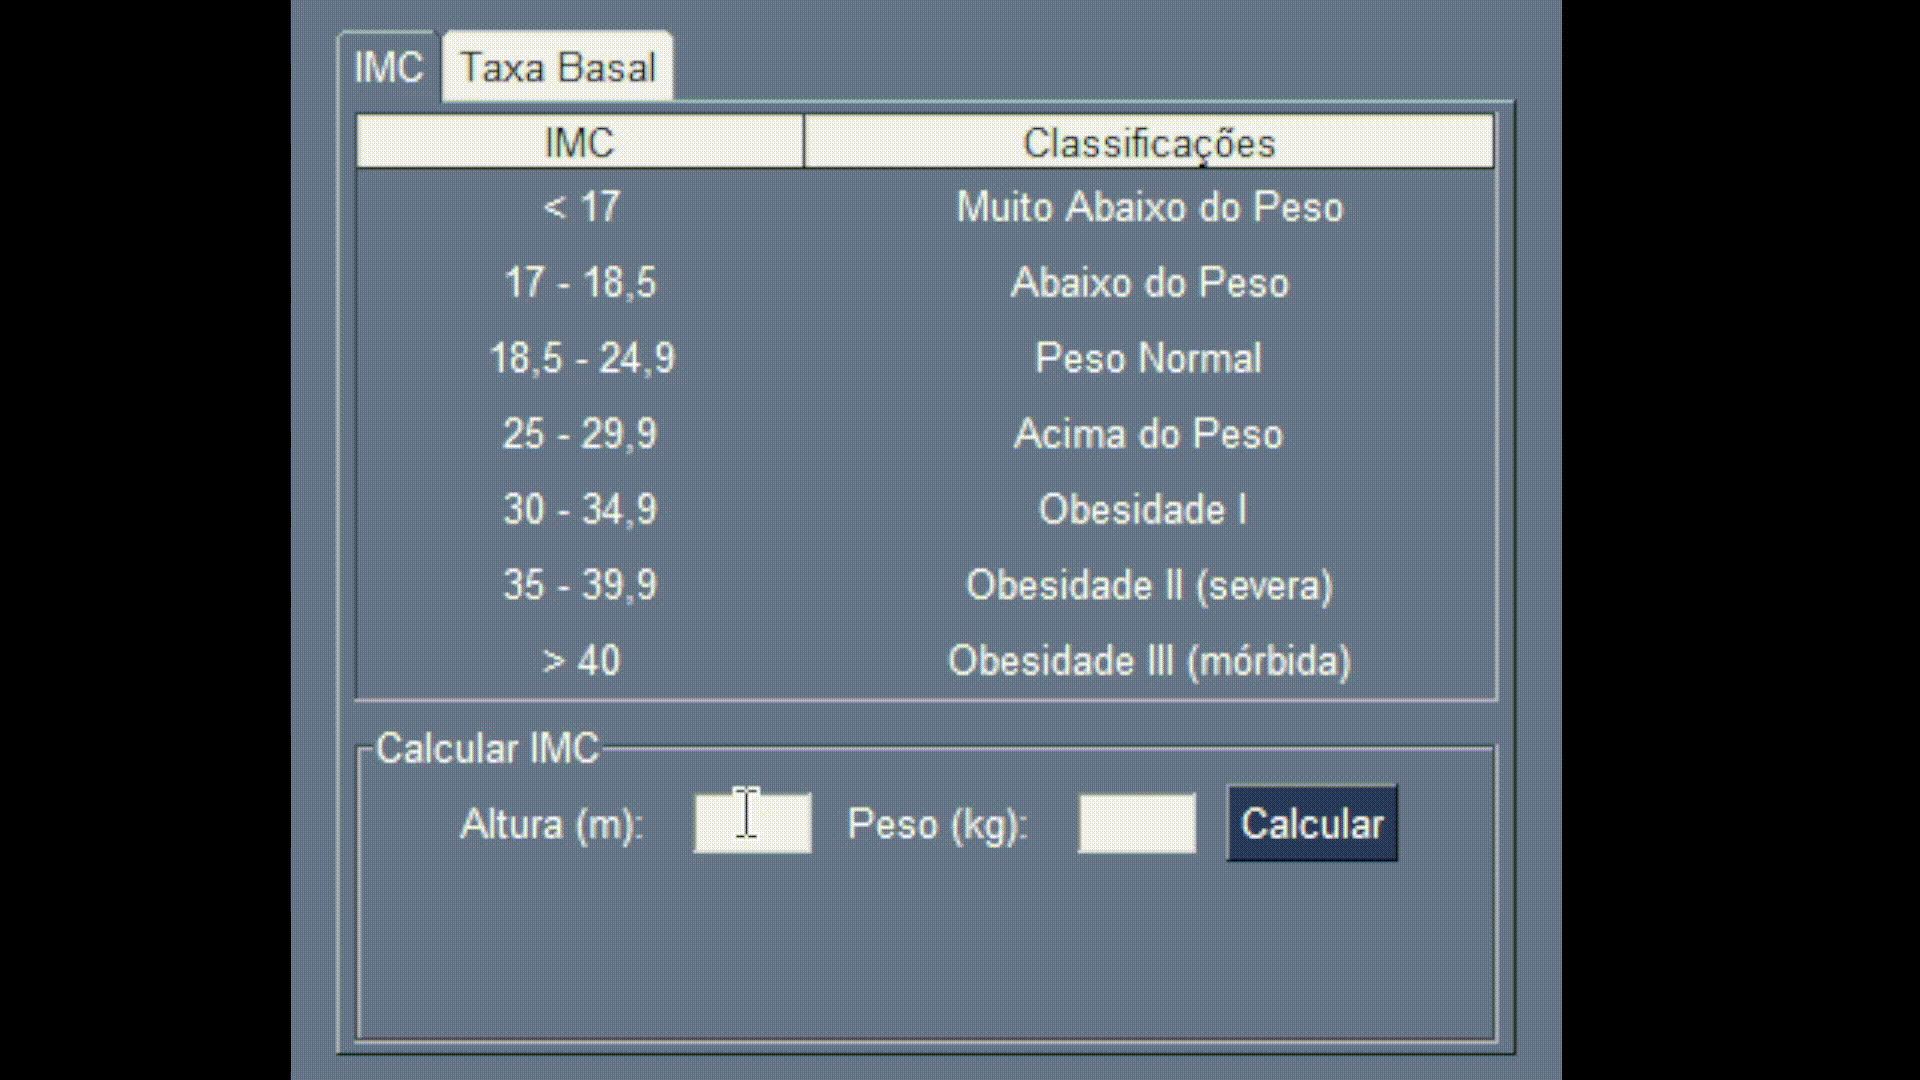 IMC Taxa Basal
IMC Classificações
< 17 Muito Abaixo do Peso
17 - 18,5 Abaixo do Peso
18,5 - 24,9 Peso Normal
25 - 29,9 Acima do Peso
30 - 34,9 Obesidade I
35 - 39,9 Obesidade II (severa)
> 40 Obesidade III (mórbida)
Calcular IMC
Altura (m): Peso (kg): Calcular